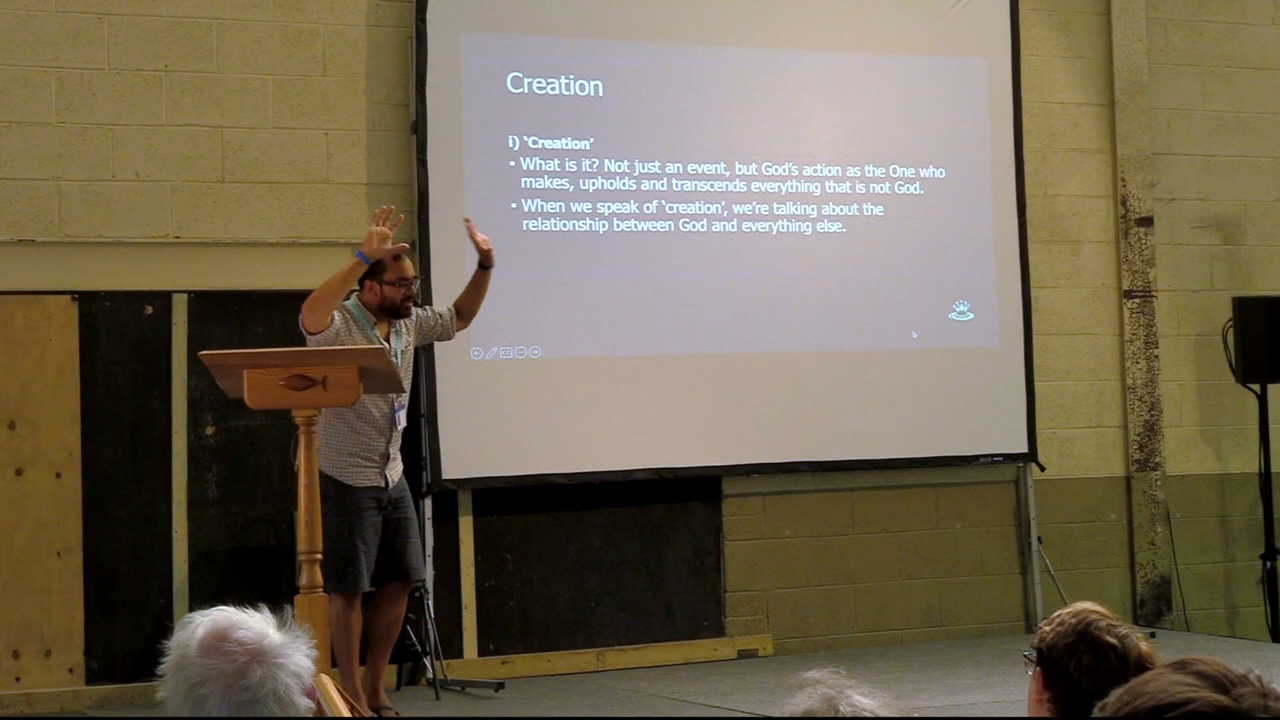 Creation
i) ‘Creation’
• What is it? Not just an event, but God’s action as the One who
makes, upholds and transcends everything that is not God.
• When we speak of ‘creation’, we’re talking about the
relationship between God and everything else.